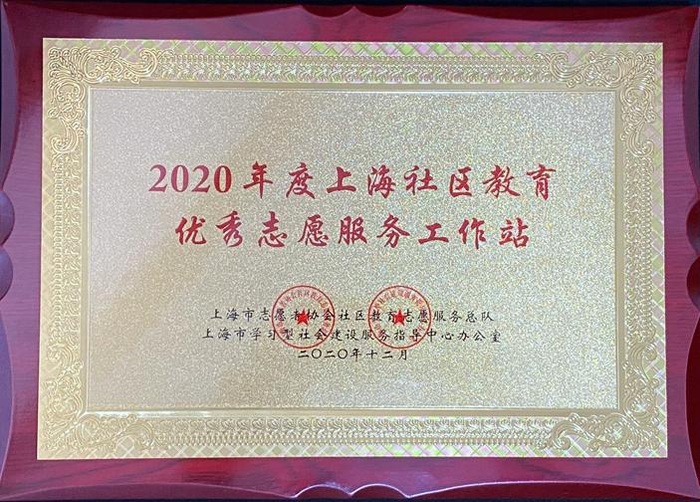 2020年度上海社区教育
优秀志愿服务工作站
上海市志愿者协会社区教育志愿服务总队
上海市学习型社会建设服务指导中心办公室
二〇二〇年十二月